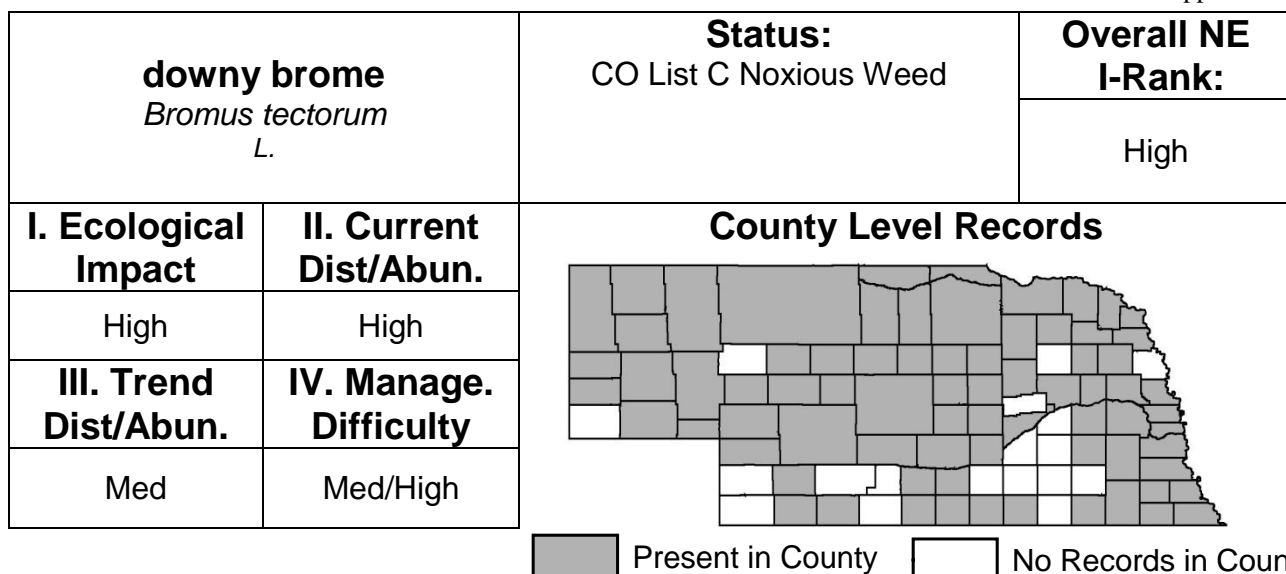 downy brome
Bromus tectorum
L.
Status:
CO List C Noxious Weed
Overall NE
I-Rank:
High
I. Ecological
Impact
II. Current
Dist/Abun.
High
High
III. Trend
Dist/Abun.
IV. Manage.
Difficulty
Med
Med/High
County Level Records
Present in County
No Records in Coun